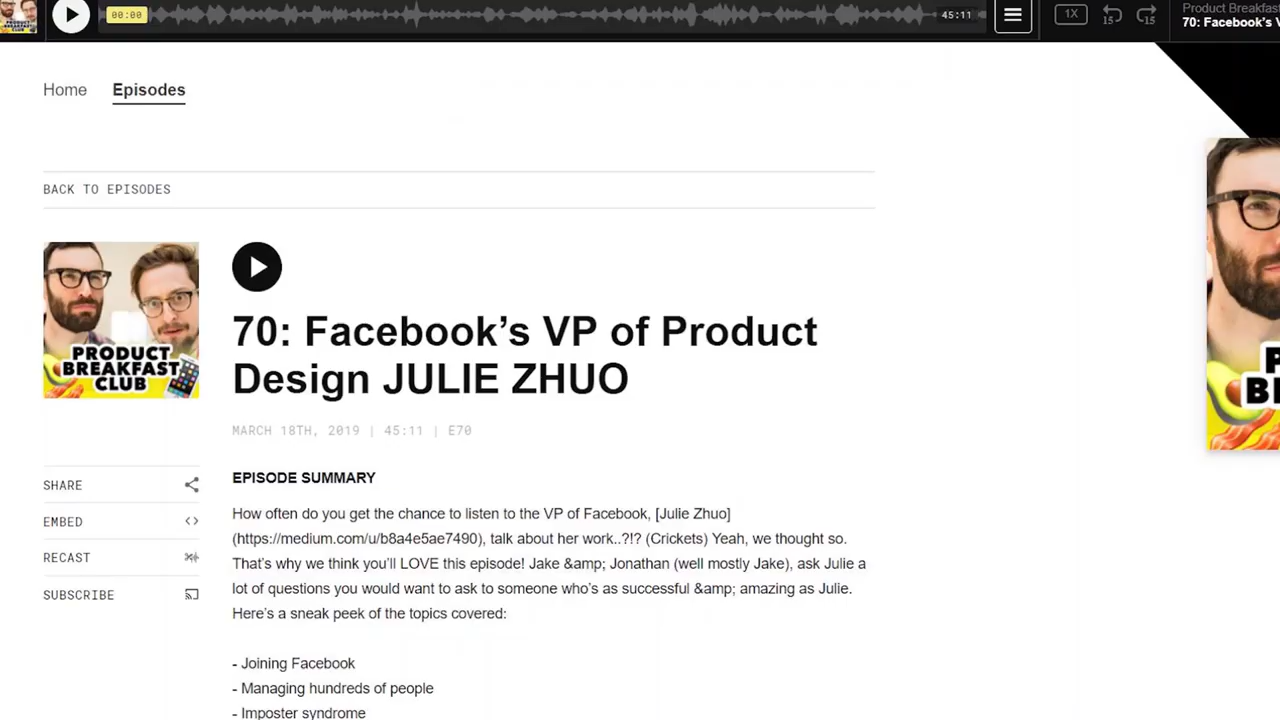 00:00
45:11
1X
15
15
Product Breakfast
70: Facebook's V
Home
Episodes
BACK TO EPISODES
PRODUCT
BREAKFAST
CLUB
70: Facebook’s VP of Product
Design JULIE ZHUO
MARCH 18TH, 2019 | 45:11 | E70
SHARE
EMBED
RECAST
SUBSCRIBE
EPISODE SUMMARY
How often do you get the chance to listen to the VP of Facebook, [Julie Zhuo]
(https://medium.com/u/b8a4e5ae7490), talk about her work..?!? (Crickets) Yeah, we thought so.
That’s why we think you’ll LOVE this episode! Jake &amp; Jonathan (well mostly Jake), ask Julie a
lot of questions you would want to ask to someone who’s as successful &amp; amazing as Julie.
Here’s a sneak peek of the topics covered:
- Joining Facebook
- Managing hundreds of people
- Imposter syndrome